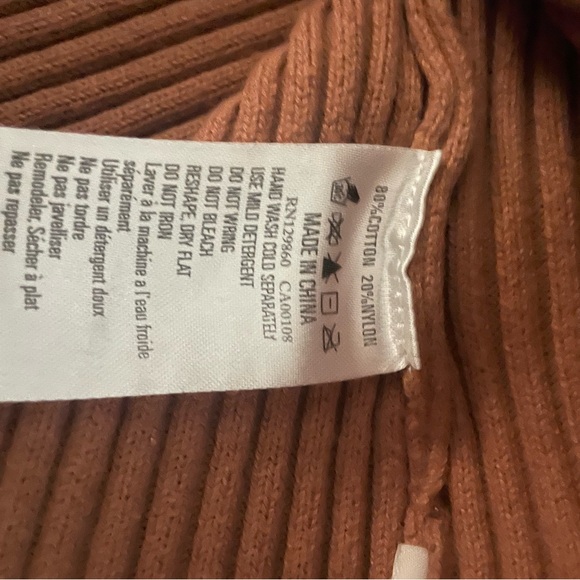 80%COTTON 20%NYLON
MADE IN CHINA
RN129860 CA00108
HAND WASH COLD SEPARATELY
USE MILD DETERGENT
DO NOT WRING
DO NOT BLEACH
RESHAPE, DRY FLAT
DO NOT IRON
Laver à la machine a l'eau froide
séparément
Utiliser un détergent doux
Ne pas tordre
Ne pas javelliser
Remodeler, Sécher à plat
Ne pas repasser